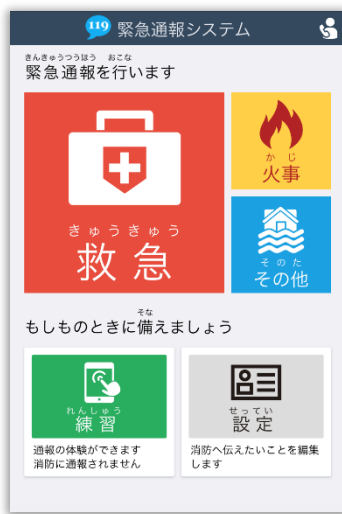 119 緊急通報システム
きんきゅうつうほう おこな
緊急通報を行います
きゅうきゅう
救急
かじ
火事
そのた
その他
そな
もしものときに備えましょう
れんしゅう
練習
通報の体験ができます
消防に通報されません
せってい
設定
消防へ伝えたいことを編集
します